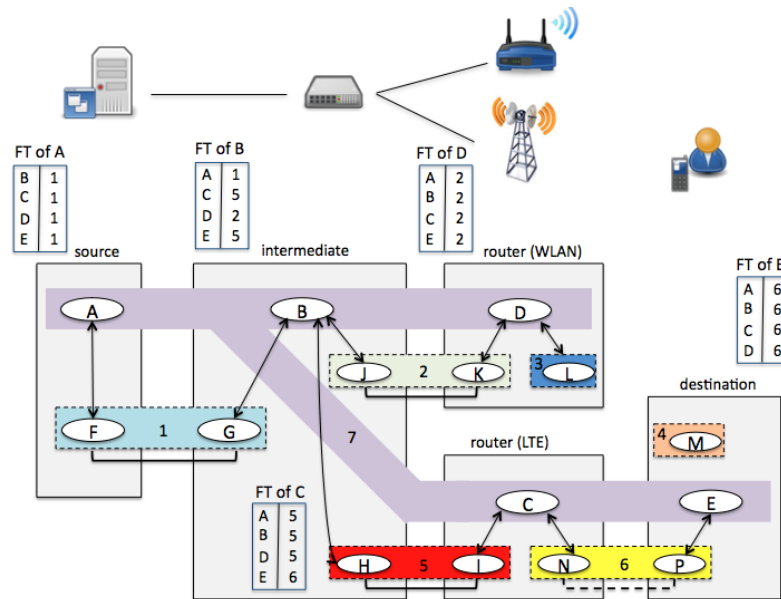 FT of A
B 1
C 1
D 1
E 1
FT of B
A 1
C 5
D 2
E 5
FT of D
A 2
B 2
C 2
E 2
FT of E
A 6
B 6
C 6
D 6
source
intermediate
router (WLAN)
destination
A
B
D
J
2
K
3
L
F
1
G
7
4
M
router (LTE)
C
E
FT of C
A 5
B 5
D 5
E 6
H
5
I
N
6
P